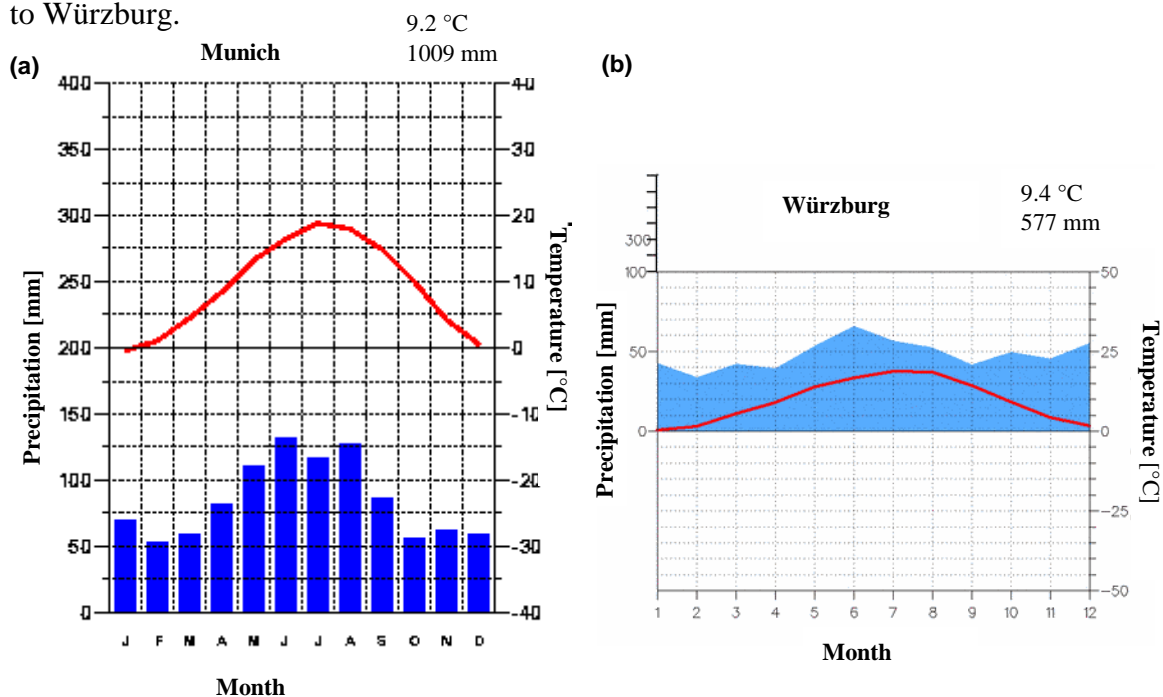 to Würzburg.
(a)
Munich
9.2 °C
1009 mm
400
350
300
250
200
150
100
50
0
40
30
20
10
0
-10
-20
-30
-40
Precipitation [mm]
Temperature [°C]
J F M A M J J A S O N D
Month
(b)
Würzburg
9.4 °C
577 mm
300
100
50
0
50
25
0
-25
-50
Precipitation [mm]
Temperature [°C]
1 2 3 4 5 6 7 8 9 10 11 12
Month